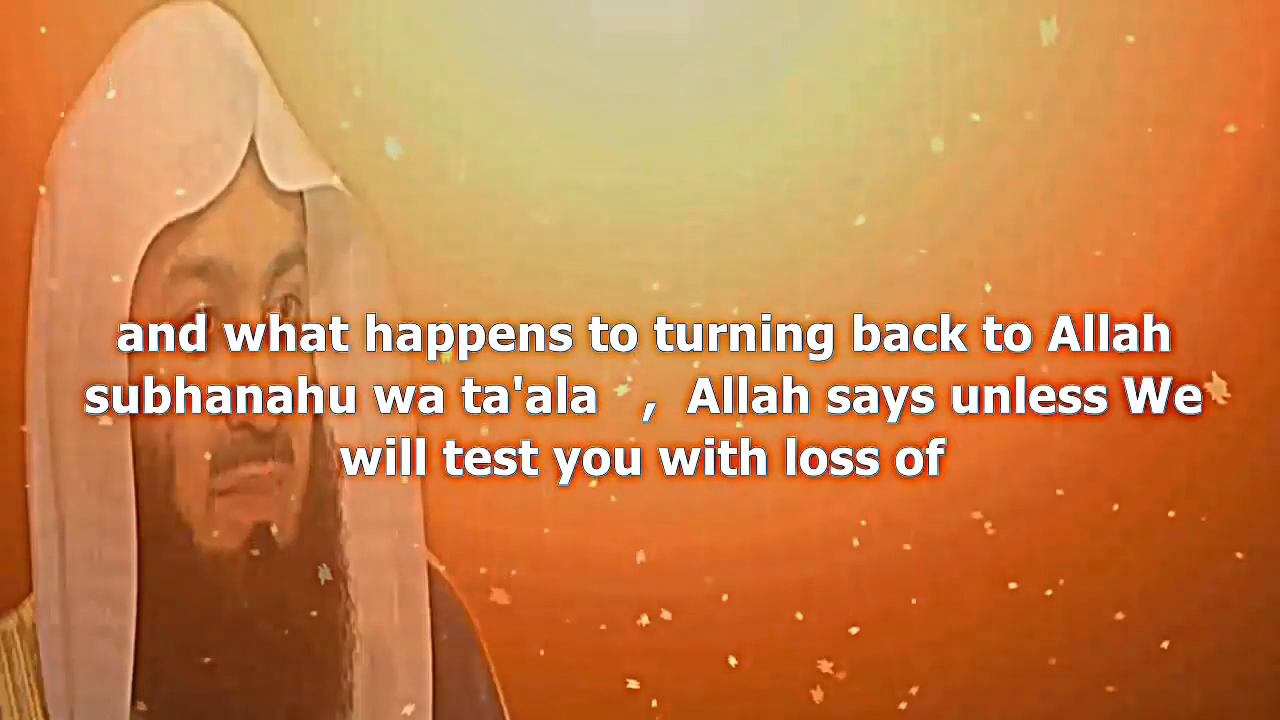 and what happens to turning back to Allah
subhanahu wa ta'ala , Allah says unless We
will test you with loss of